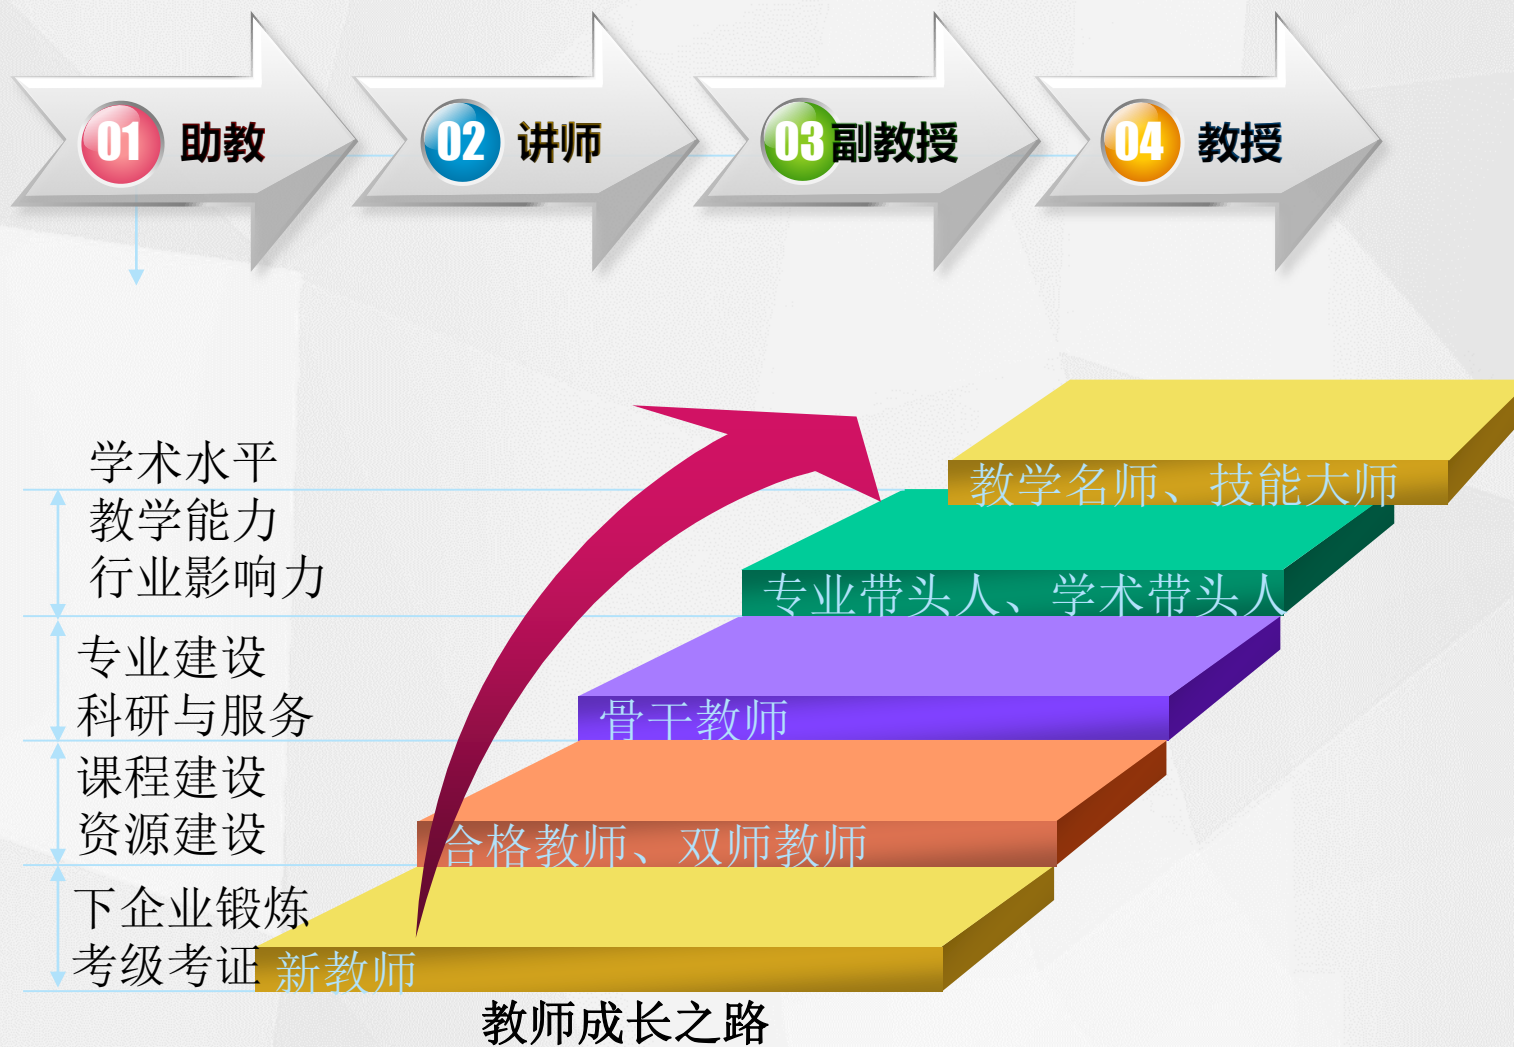 01 助教
02 讲师
03 副教授
04 教授
学术水平
教学能力
行业影响力
专业建设
科研与服务
课程建设
资源建设
下企业锻炼
考级考证
教学名师、技能大师
专业带头人、学术带头人
骨干教师
合格教师、双师教师
新教师
教师成长之路